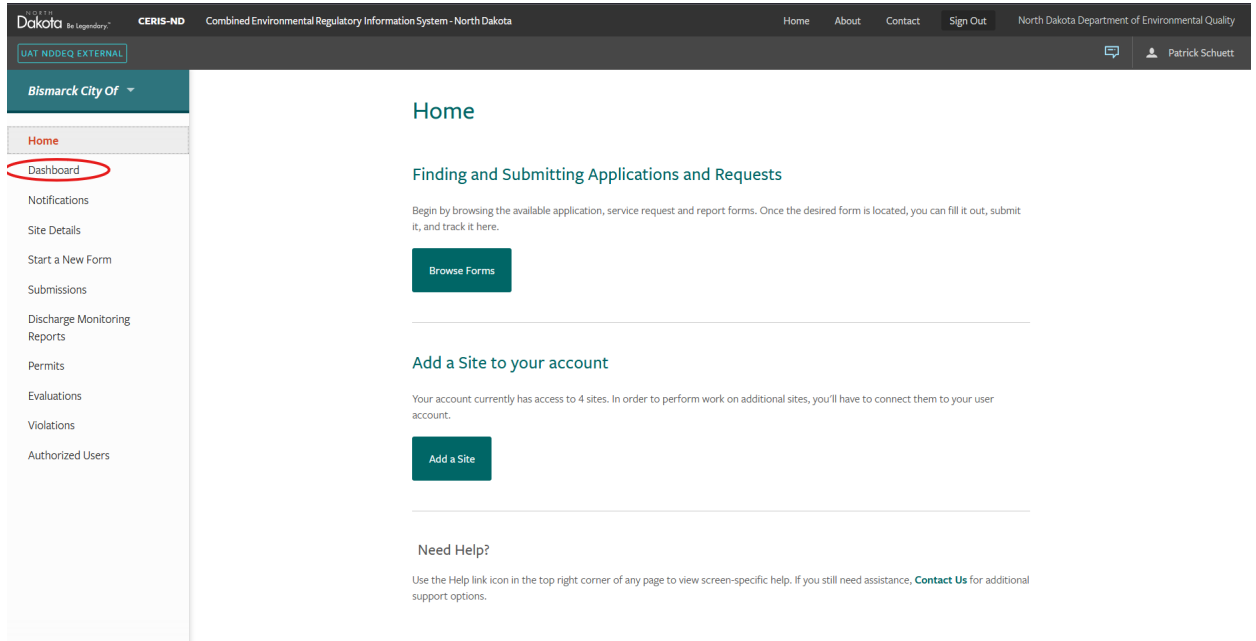 NORTH
Dakota Be Legendary.™ CERIS-ND Combined Environmental Regulatory Information System - North Dakota Home About Contact Sign Out North Dakota Department of Environmental Quality
UAT NDDEQ EXTERNAL Patrick Schuett
Bismarck City Of
Home
Dashboard
Notifications
Site Details
Start a New Form
Submissions
Discharge Monitoring
Reports
Permits
Evaluations
Violations
Authorized Users
Home
Finding and Submitting Applications and Requests
Begin by browsing the available application, service request and report forms. Once the desired form is located, you can fill it out, submit
it, and track it here.
Browse Forms
Add a Site to your account
Your account currently has access to 4 sites. In order to perform work on additional sites, you'll have to connect them to your user
account.
Add a Site
Need Help?
Use the Help link icon in the top right corner of any page to view screen-specific help. If you still need assistance, Contact Us for additional
support options.